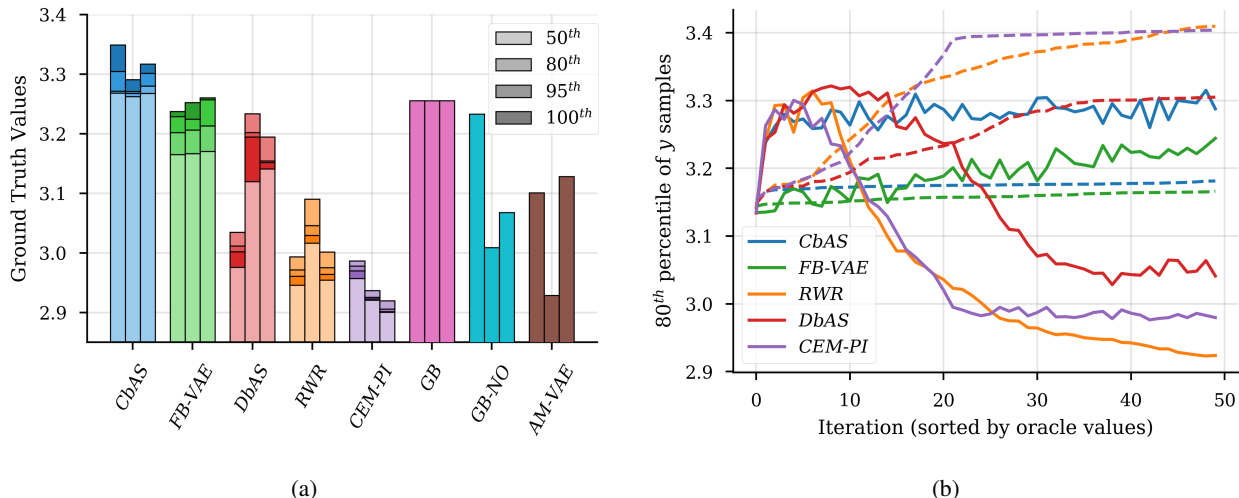 3.4
3.3
3.2
3.1
3.0
2.9
Ground Truth Values
50th
80th
95th
100th
CbAS
FB-VAE
DbAS
RWR
CEM-PI
GB
GB-NO
AM-VAE
(a)
3.4
3.3
3.2
3.1
3.0
2.9
80th percentile of y samples
CbAS
FB-VAE
RWR
DbAS
CEM-PI
0 10 20 30 40 50
Iteration (sorted by oracle values)
(b)